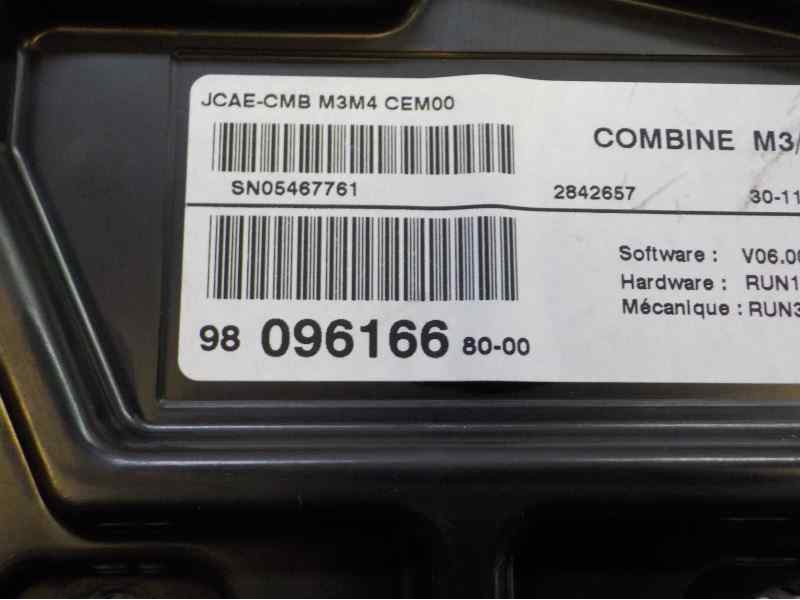 JCAE-CMB M3M4 CEM00
COMBINE M3/
SN05467761
2842657
30-11
Software : V06.00
Hardware : RUN1
Mécanique : RUN3
98 096166 80-00